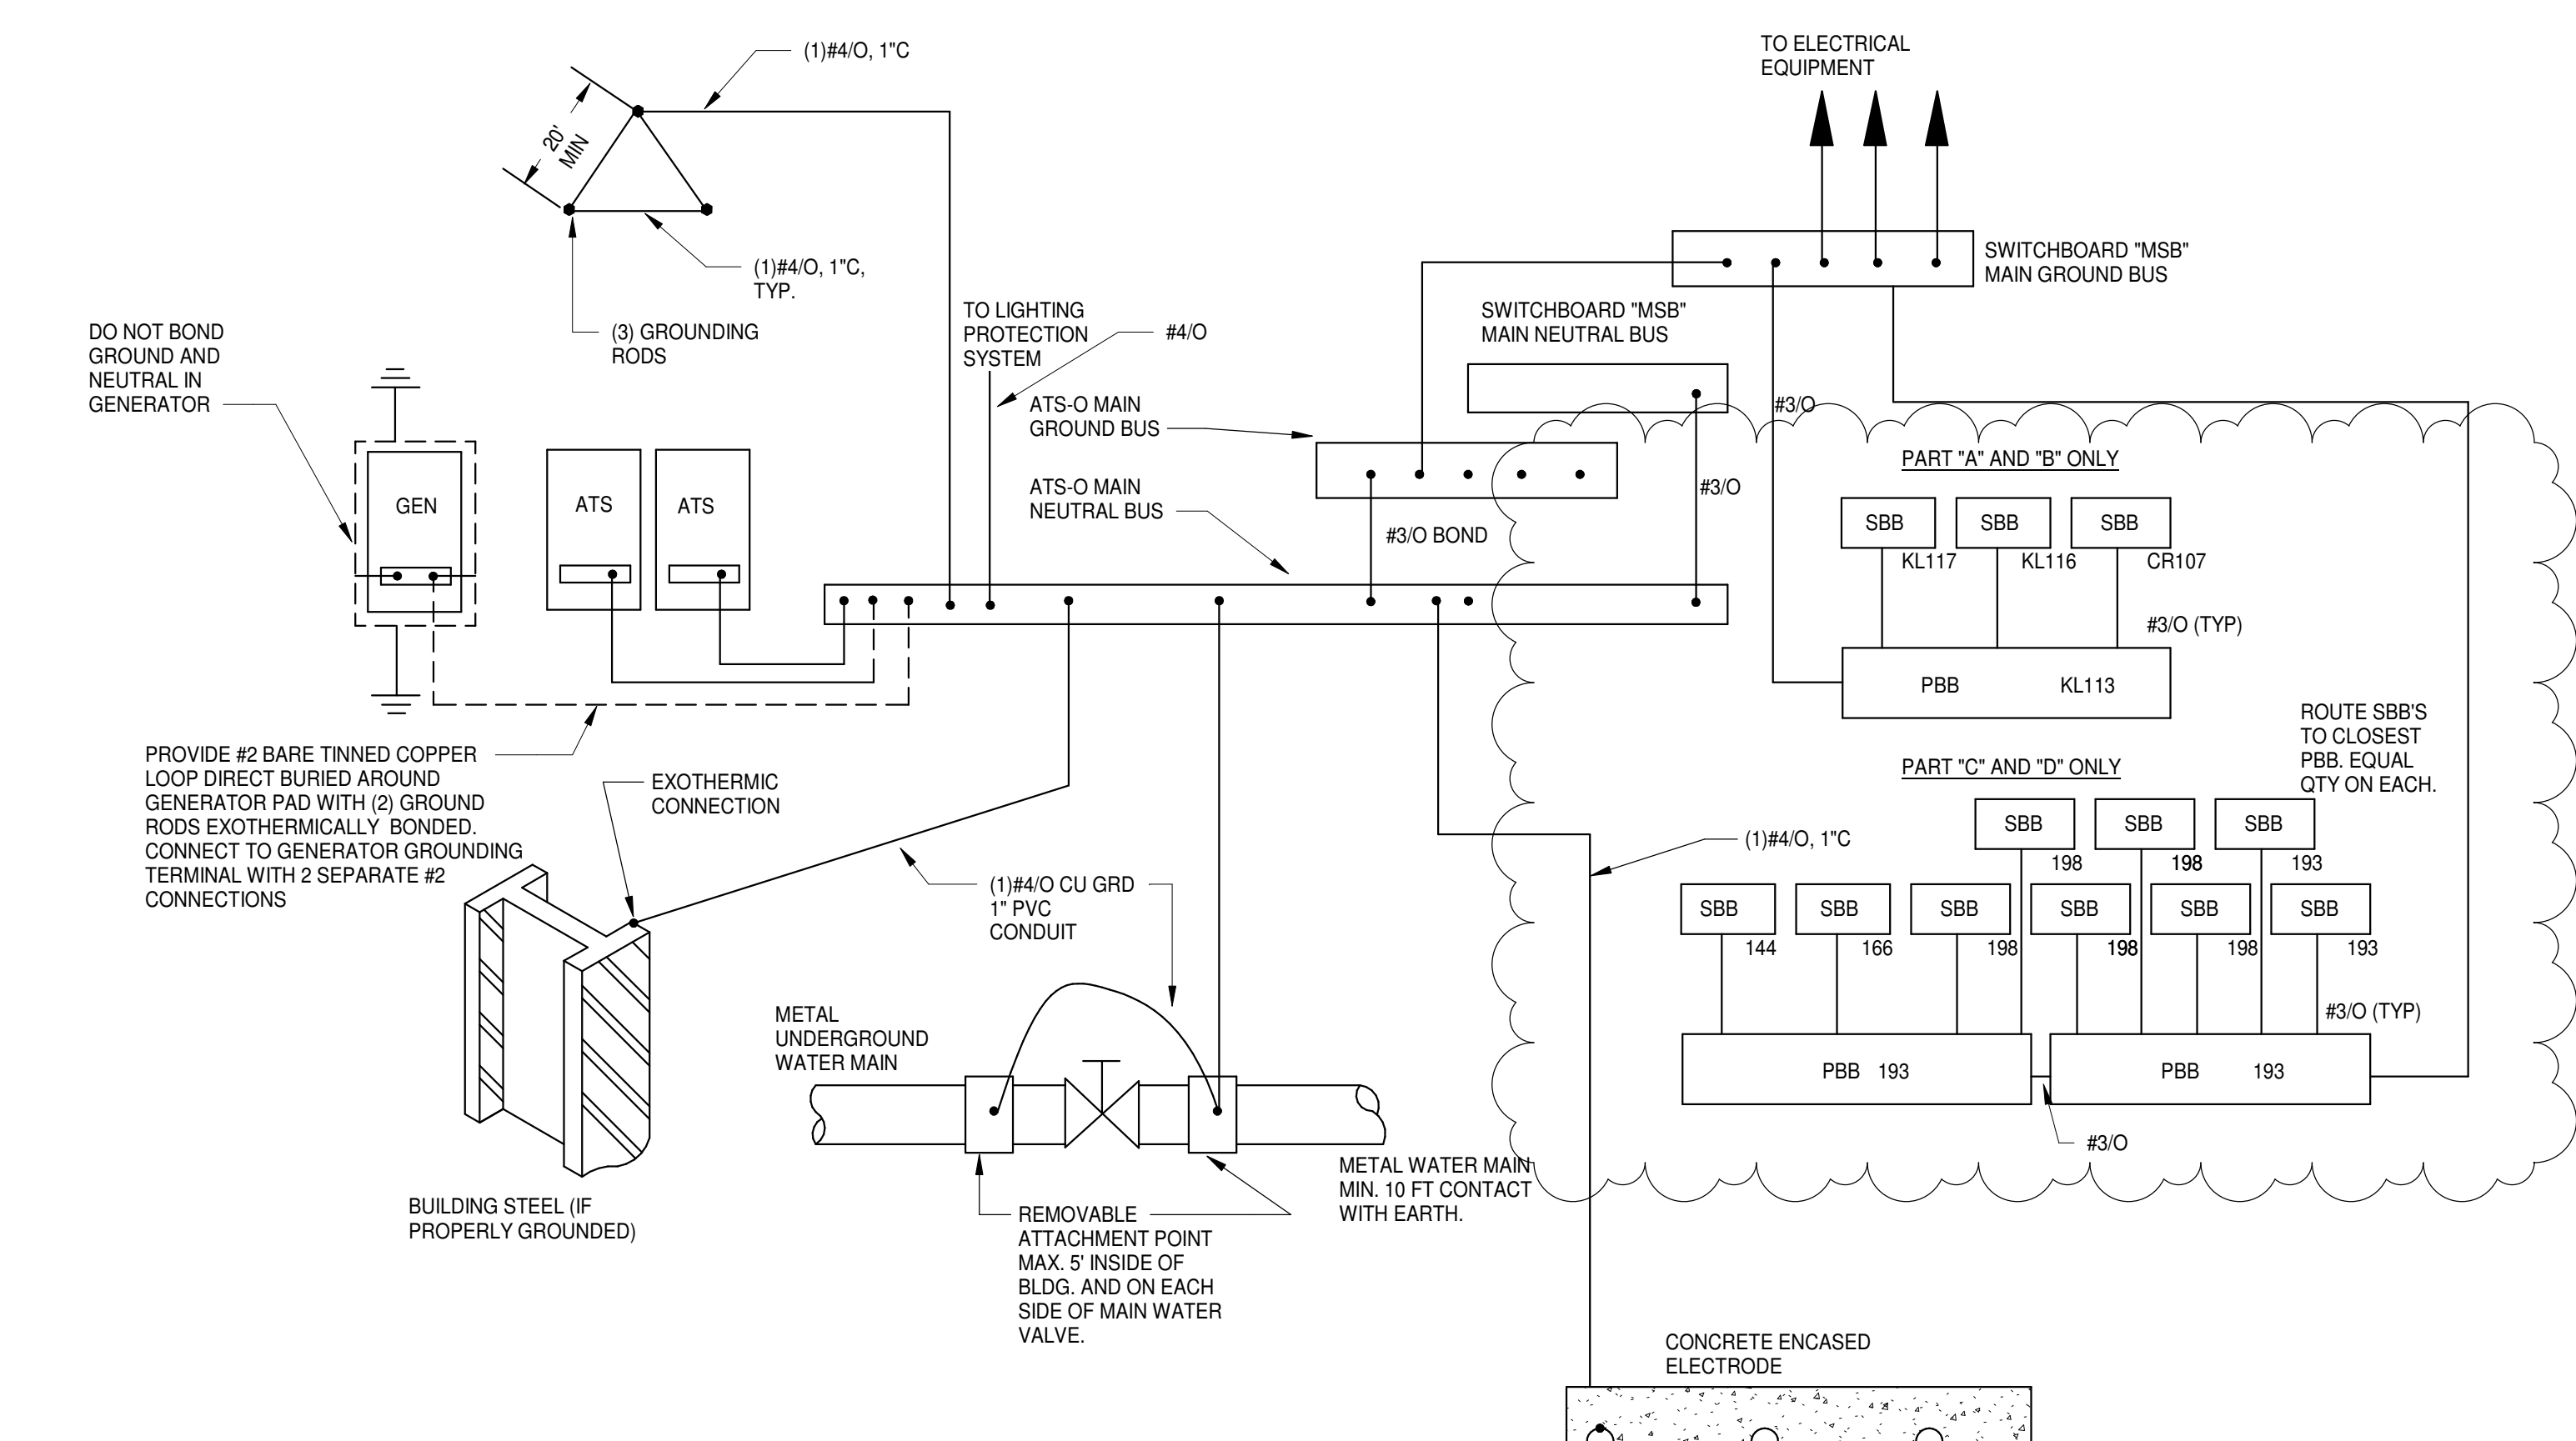 (1)#4/O, 1"C
20'
MIN
(1)#4/O, 1"C,
TYP.
(3) GROUNDING
RODS
TO ELECTRICAL
EQUIPMENT
SWITCHBOARD "MSB"
MAIN GROUND BUS
SWITCHBOARD "MSB"
MAIN NEUTRAL BUS
TO LIGHTING
PROTECTION
SYSTEM
#4/O
DO NOT BOND
GROUND AND
NEUTRAL IN
GENERATOR
GEN
ATS
ATS
ATS-O MAIN
GROUND BUS
ATS-O MAIN
NEUTRAL BUS
#3/O BOND
#3/O
#3/O
PART "A" AND "B" ONLY
SBB
SBB
SBB
KL117
KL116
CR107
#3/O (TYP)
PBB
KL113
ROUTE SBB'S
TO CLOSEST
PBB. EQUAL
QTY ON EACH.
PART "C" AND "D" ONLY
SBB
SBB
SBB
198
198
193
SBB
SBB
SBB
SBB
SBB
SBB
144
166
198
198
198
193
#3/O (TYP)
PBB 193
PBB 193
#3/O
PROVIDE #2 BARE TINNED COPPER
LOOP DIRECT BURIED AROUND
GENERATOR PAD WITH (2) GROUND
RODS EXOTHERMICALLY BONDED.
CONNECT TO GENERATOR GROUNDING
TERMINAL WITH 2 SEPARATE #2
CONNECTIONS
EXOTHERMIC
CONNECTION
(1)#4/O CU GRD
1" PVC
CONDUIT
(1)#4/O, 1"C
METAL
UNDERGROUND
WATER MAIN
METAL WATER MAIN
MIN. 10 FT CONTACT
WITH EARTH.
BUILDING STEEL (IF
PROPERLY GROUNDED)
REMOVABLE
ATTACHMENT POINT
MAX. 5' INSIDE OF
BLDG. AND ON EACH
SIDE OF MAIN WATER
VALVE.
CONCRETE ENCASED
ELECTRODE